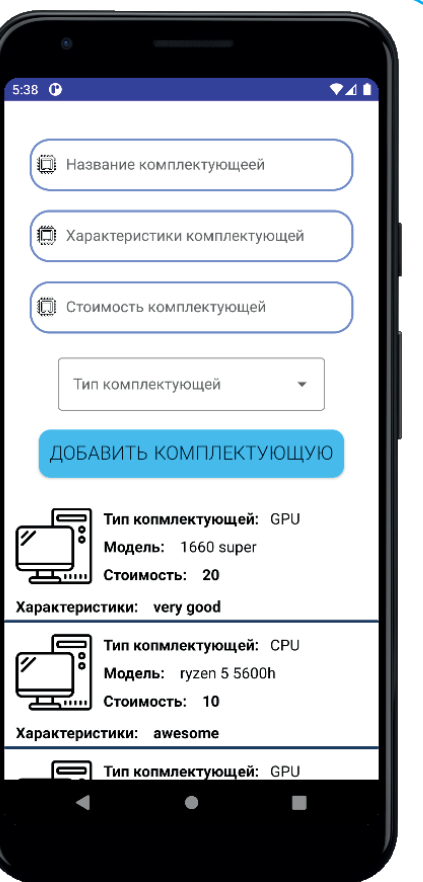 5:38
Название комплектующеей
Характеристики комплектующей
Стоимость комплектующей
Тип комплектующей
ДОБАВИТЬ КОМПЛЕКТУЮЩУЮ
Тип копмлектующей: GPU
Модель: 1660 super
Стоимость: 20
Характеристики: very good
Тип копмлектующей: CPU
Модель: ryzen 5 5600h
Стоимость: 10
Характеристики: awesome
Тип копмлектующей: GPU